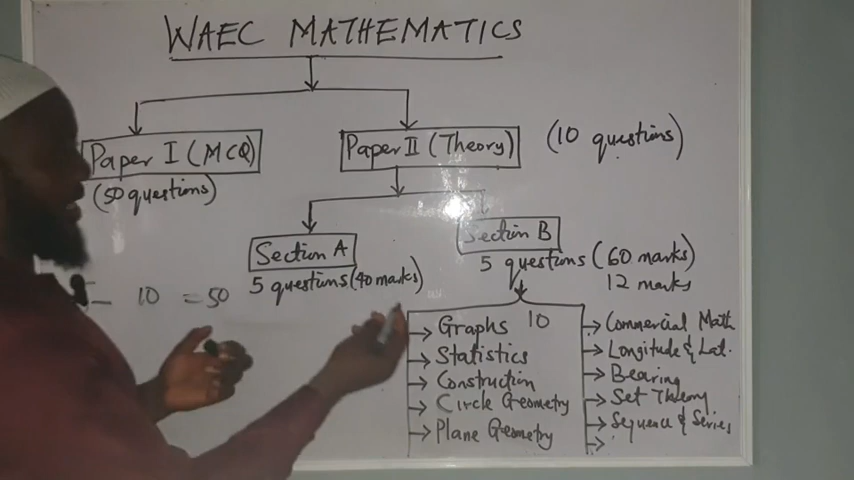 WAEC MATHEMATICS
Paper I (MCQ)
(50 questions)
Paper II (Theory)
(10 questions)
Section A
5 questions (40 marks)
Section B
5 questions (60 marks)
12 marks
– 10 = 50
Graphs 10
Statistics
Construction
Circle Geometry
Plane Geometry
Commercial Math
Longitude & Lat.
Bearing
Set Theory
Sequence & Series